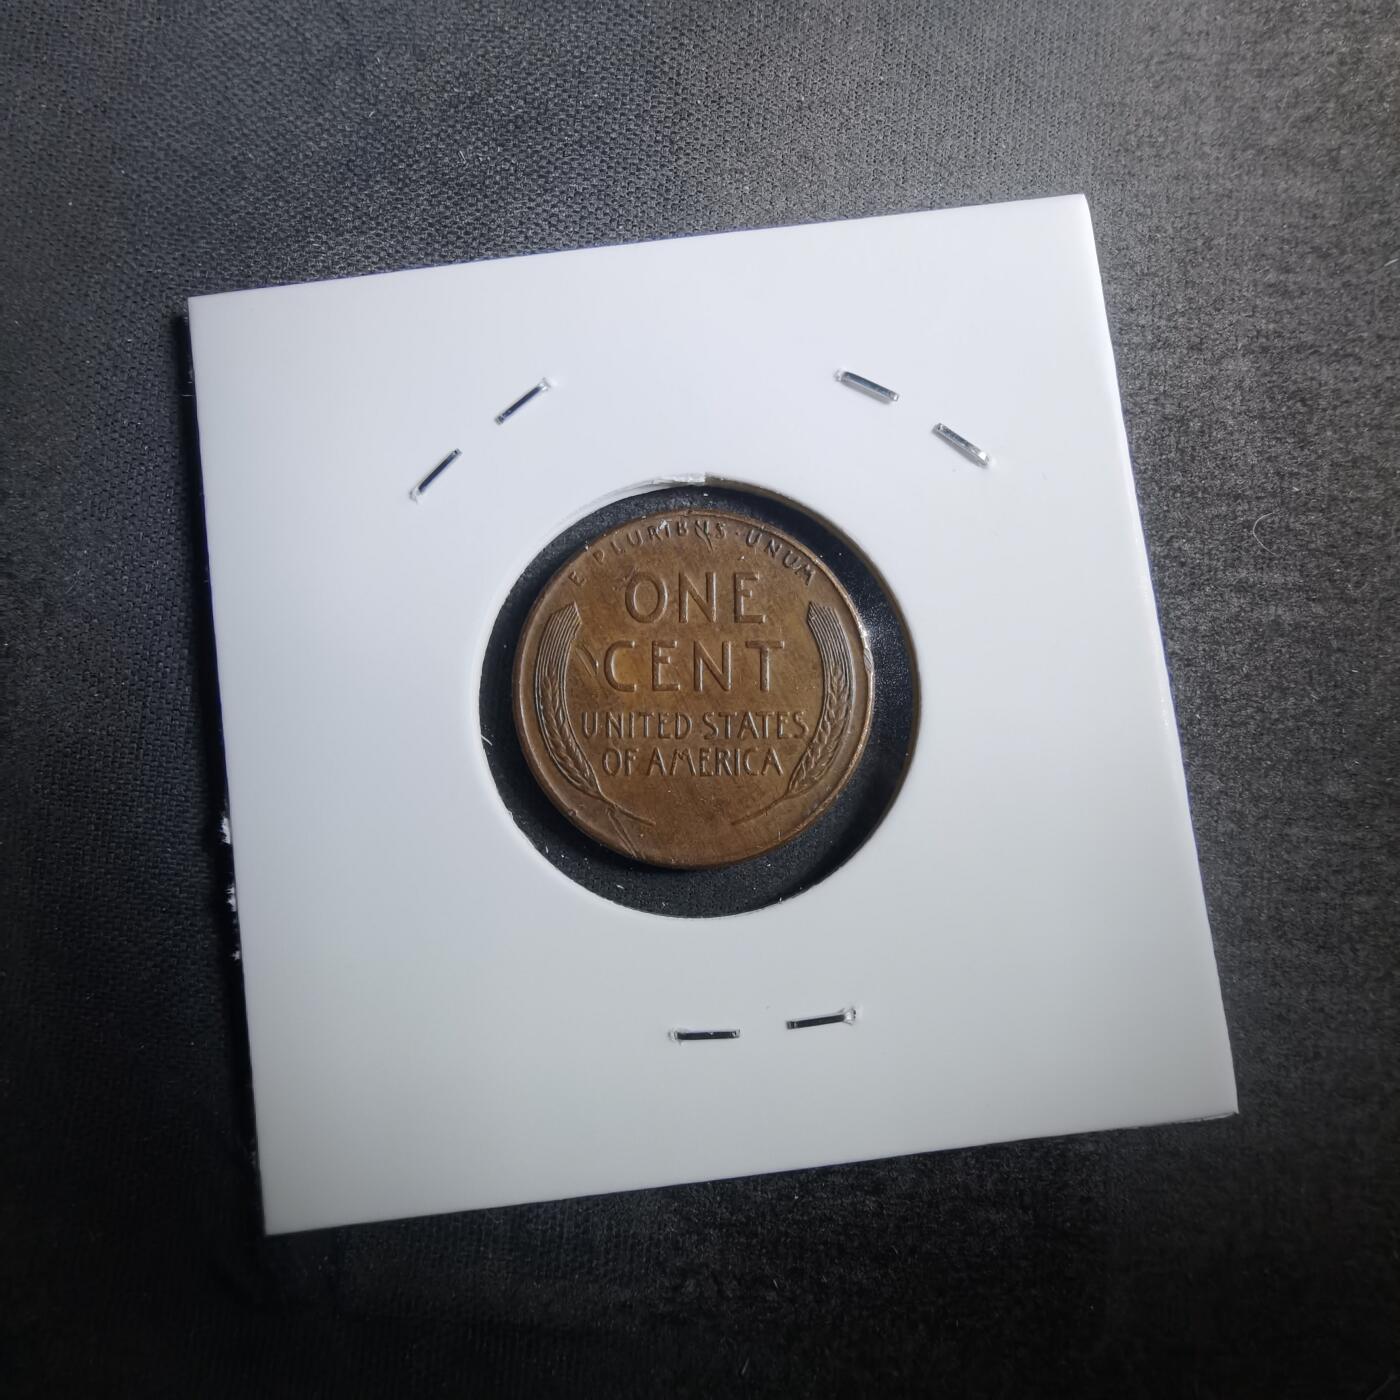 E PLURIBUS·UNUM
ONE
CENT
UNITED STATES
OF AMERICA